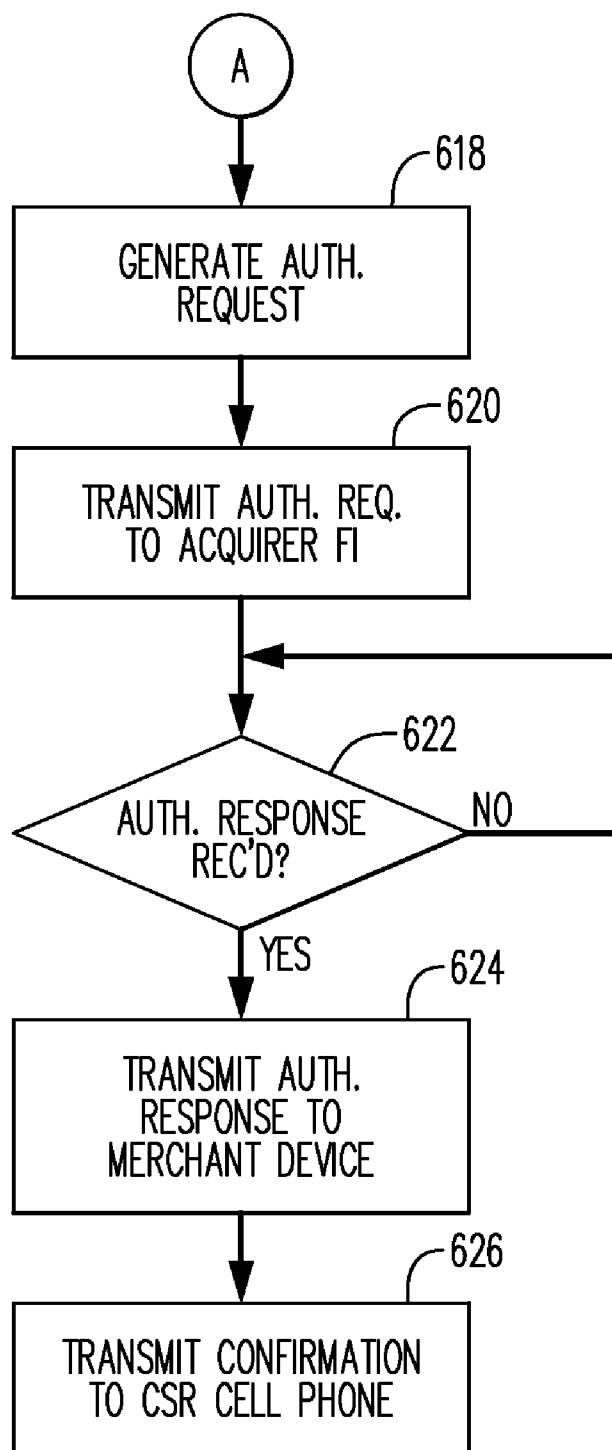 A
618
GENERATE AUTH.
REQUEST
620
TRANSMIT AUTH. REQ.
TO ACQUIRER FI
622
AUTH. RESPONSE
REC'D?
NO
YES
624
TRANSMIT AUTH.
RESPONSE TO
MERCHANT DEVICE
626
TRANSMIT CONFIRMATION
TO CSR CELL PHONE